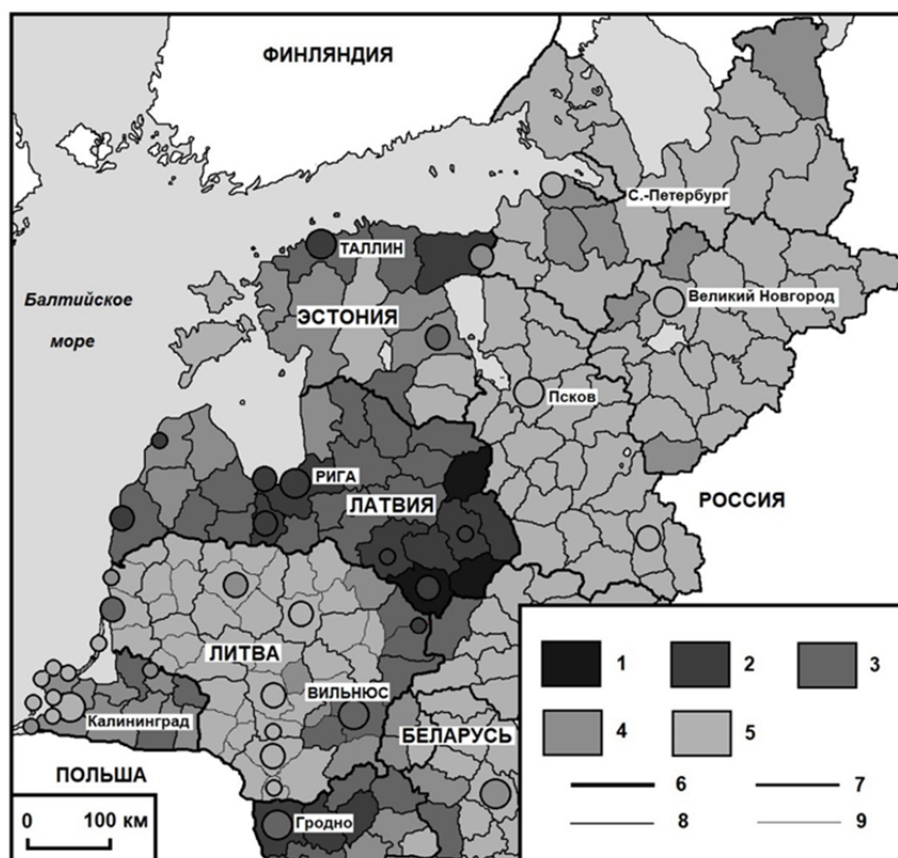 ФИНЛЯНДИЯ
С.-Петербург
ТАЛЛИН
Балтийское
море
ЭСТОНИЯ
Великий Новгород
Псков
РИГА
ЛАТВИЯ
РОССИЯ
ЛИТВА
ВИЛЬНЮС
Калининград
БЕЛАРУСЬ
ПОЛЬША
Гродно
0 100 км
1 2 3
4 5
6 7
8 9